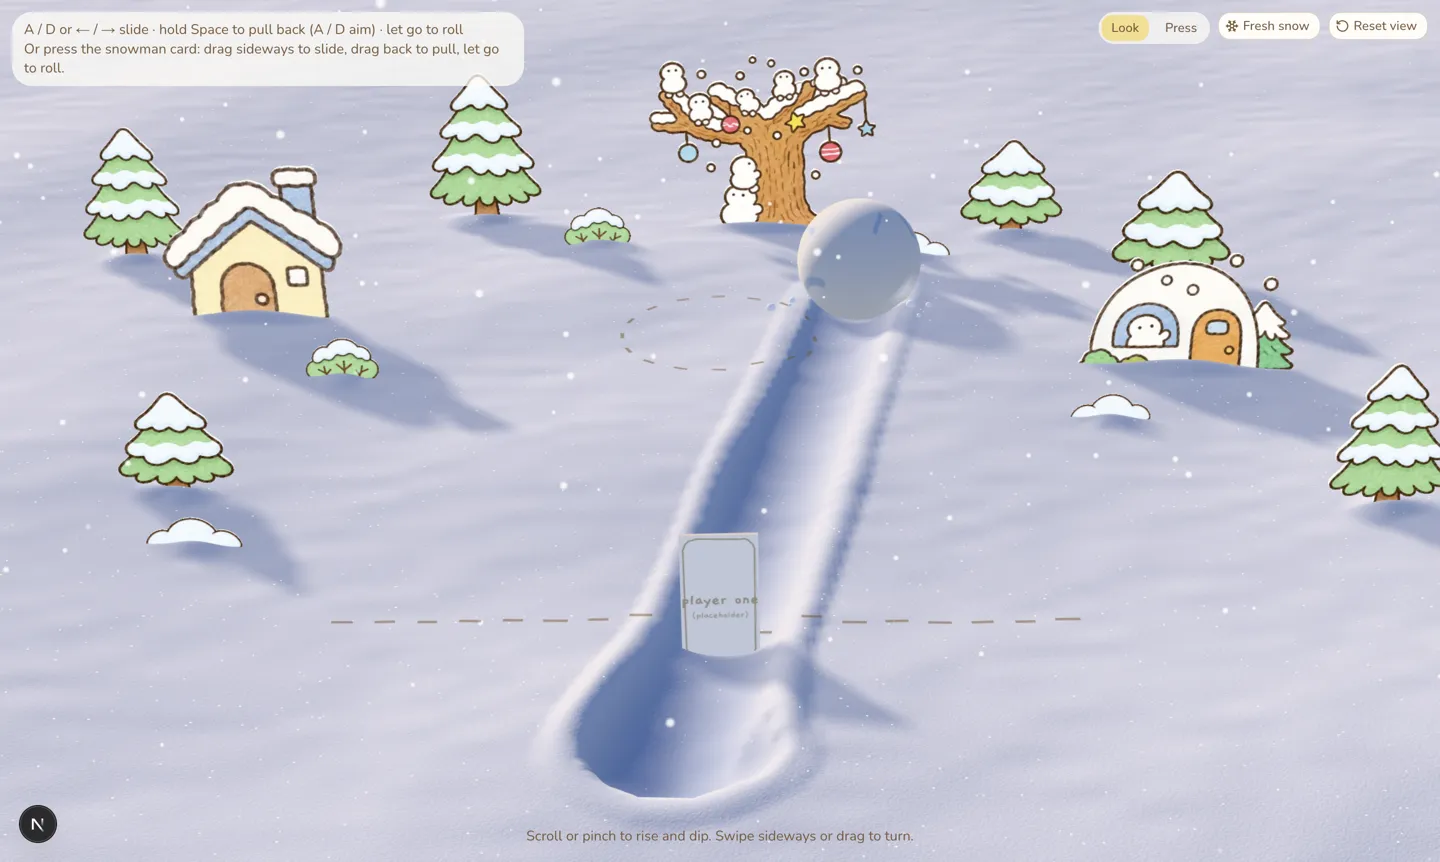 A / D or ← / → slide · hold Space to pull back (A / D aim) · let go to roll
Or press the snowman card: drag sideways to slide, drag back to pull, let go
to roll.
Look
Press
Fresh snow
Reset view
player one
(placeholder)
N
Scroll or pinch to rise and dip. Swipe sideways or drag to turn.